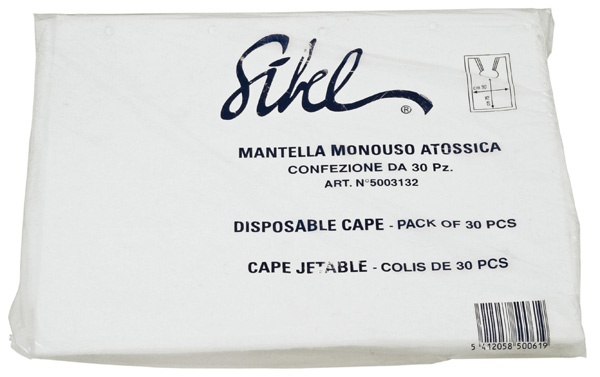 Sibel
®
MANTELLA MONOUSO ATOSSICA
CONFEZIONE DA 30 Pz.
ART. N°5003132
DISPOSABLE CAPE - PACK OF 30 PCS
CAPE JETABLE - COLIS DE 30 PCS
5 412058 500619